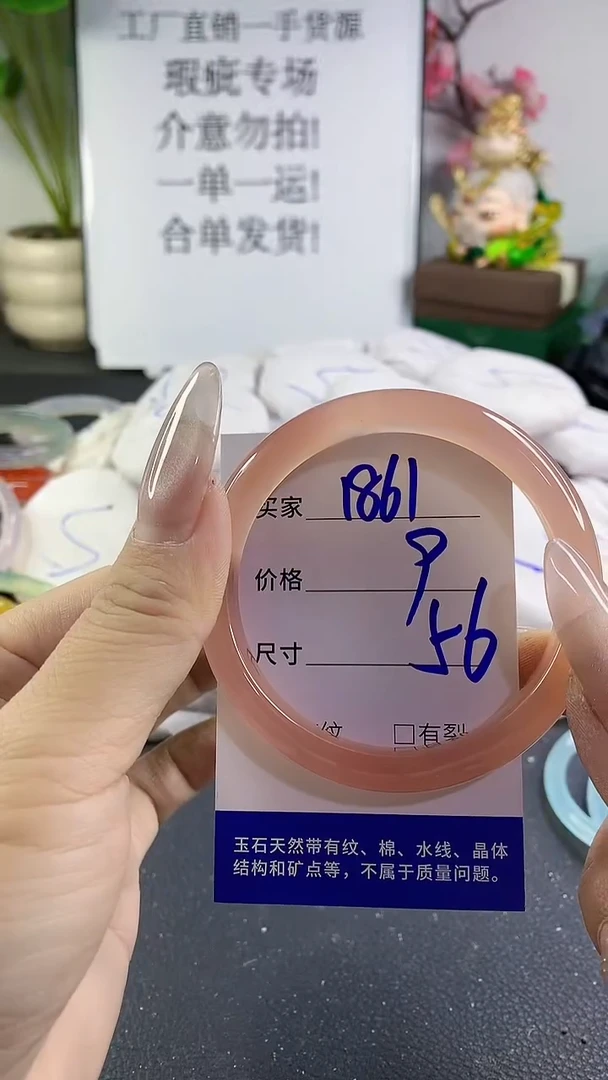 工厂直销一手货源
瑕疵专场
介意勿拍!
一单一运!
合单发货!
买家 1861
价格 9
尺寸 56
纹 □有裂
玉石天然带有纹、棉、水线、晶体
结构和矿点等，不属于质量问题。